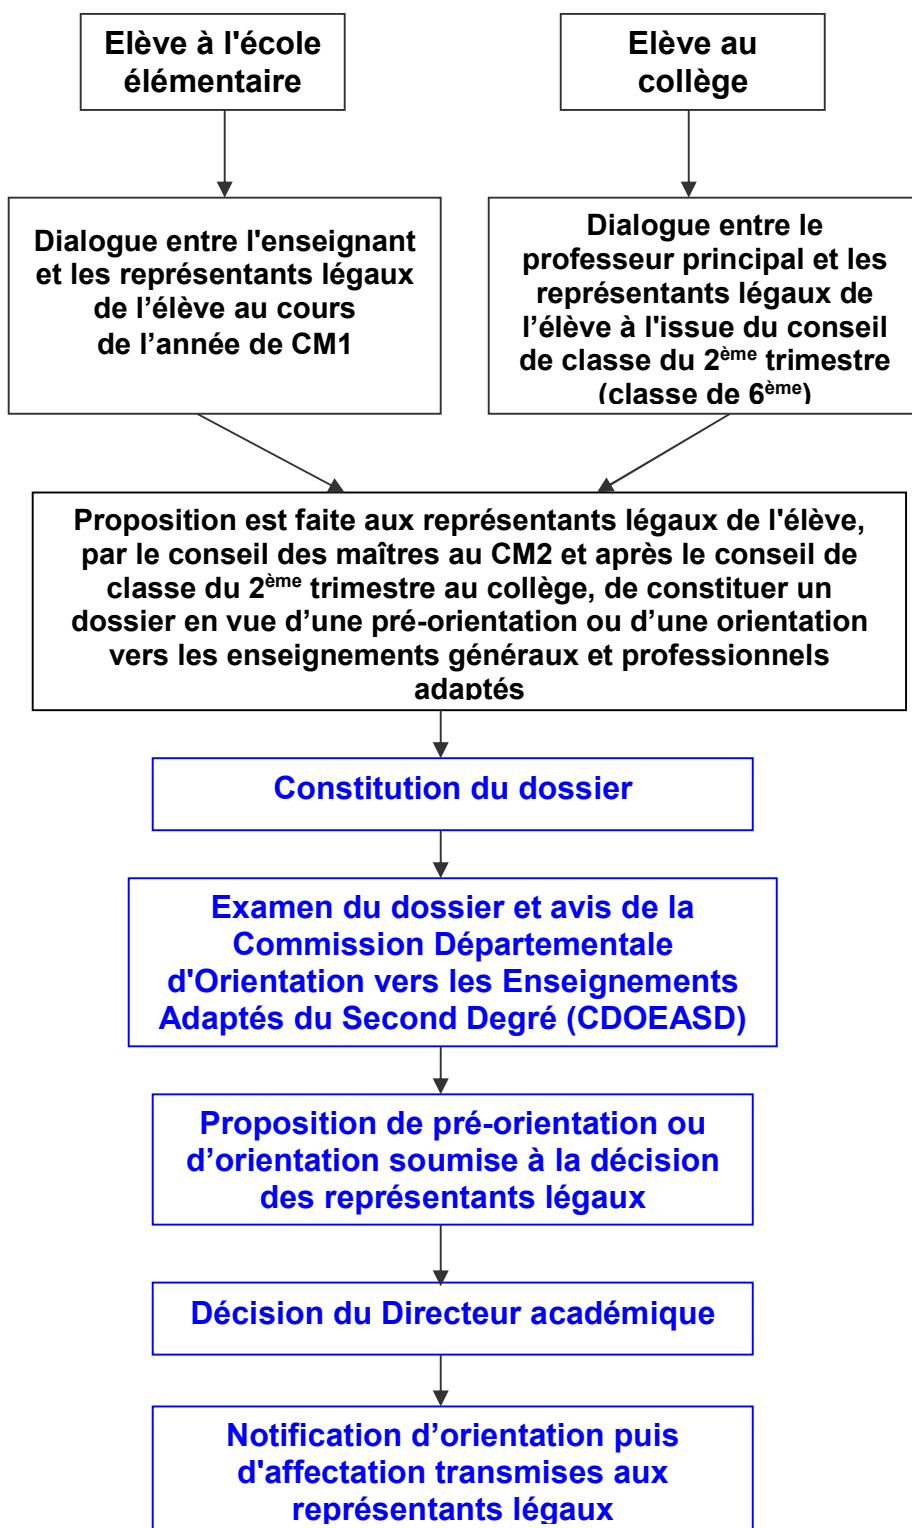 Elève à l'école
élémentaire
Elève au
collège
Dialogue entre l'enseignant
et les représentants légaux
de l’élève au cours
de l’année de CM1
Dialogue entre le
professeur principal et les
représentants légaux de
l’élève à l'issue du conseil
de classe du 2ème trimestre
(classe de 6ème)
Proposition est faite aux représentants légaux de l'élève,
par le conseil des maîtres au CM2 et après le conseil de
classe du 2ème trimestre au collège, de constituer un
dossier en vue d’une pré-orientation ou d’une orientation
vers les enseignements généraux et professionnels
adaptés
Constitution du dossier
Examen du dossier et avis de la
Commission Départementale
d'Orientation vers les Enseignements
Adaptés du Second Degré (CDOEASD)
Proposition de pré-orientation ou
d’orientation soumise à la décision
des représentants légaux
Décision du Directeur académique
Notification d’orientation puis
d'affectation transmises aux
représentants légaux